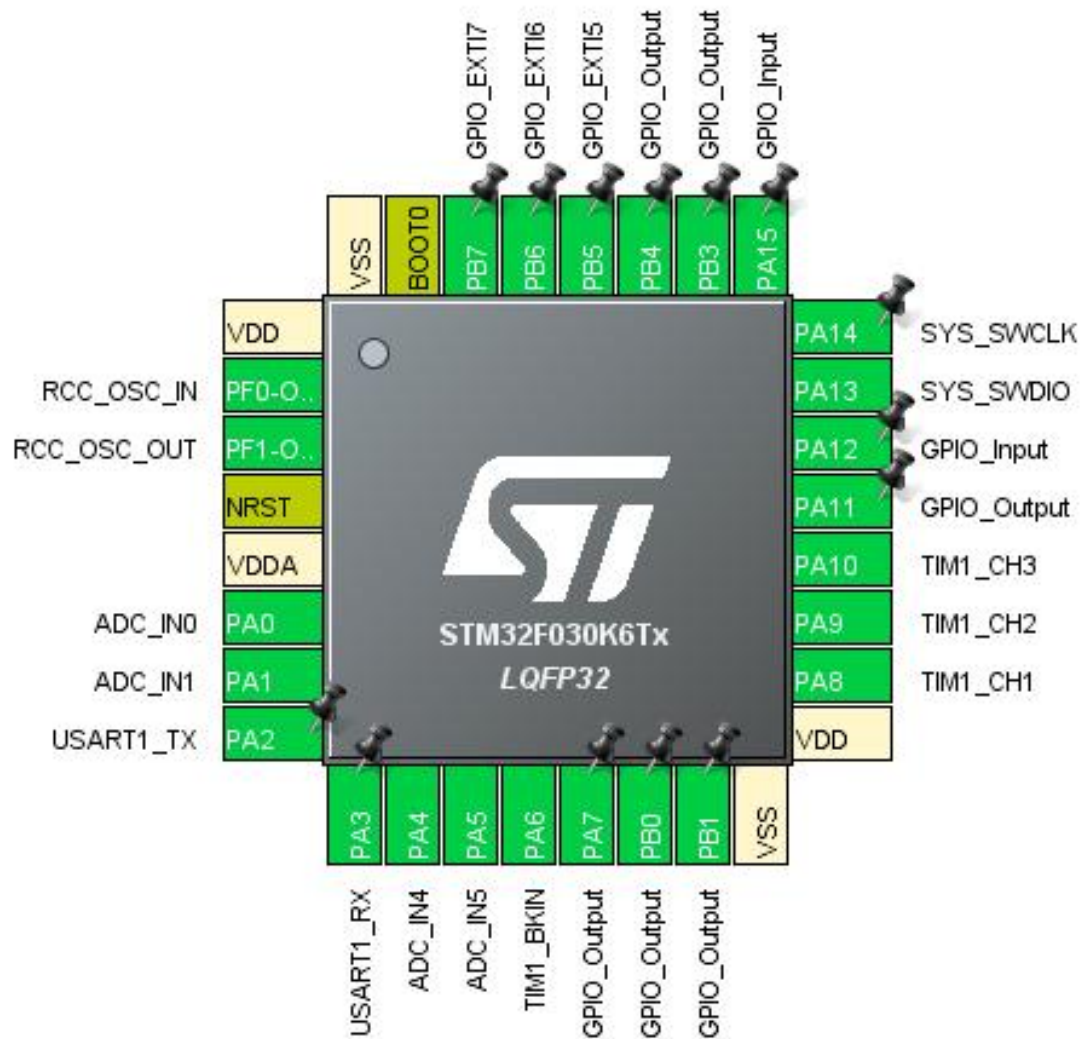 GPIO_EXTI7
GPIO_EXTI6
GPIO_EXTI5
GPIO_Output
GPIO_Output
GPIO_Input
VSS
BOOT0
PB7
PB6
PB5
PB4
PB3
PA15
VDD
RCC_OSC_IN PF0-O..
RCC_OSC_OUT PF1-O..
NRST
VDDA
ADC_IN0 PA0
ADC_IN1 PA1
USART1_TX PA2
ST
STM32F030K6Tx
LQFP32
PA14 SYS_SWCLK
PA13 SYS_SWDIO
PA12 GPIO_Input
PA11 GPIO_Output
PA10 TIM1_CH3
PA9 TIM1_CH2
PA8 TIM1_CH1
VDD
PA3
PA4
PA5
PA6
PA7
PB0
PB1
VSS
USART1_RX
ADC_IN4
ADC_IN5
TIM1_BKIN
GPIO_Output
GPIO_Output
GPIO_Output